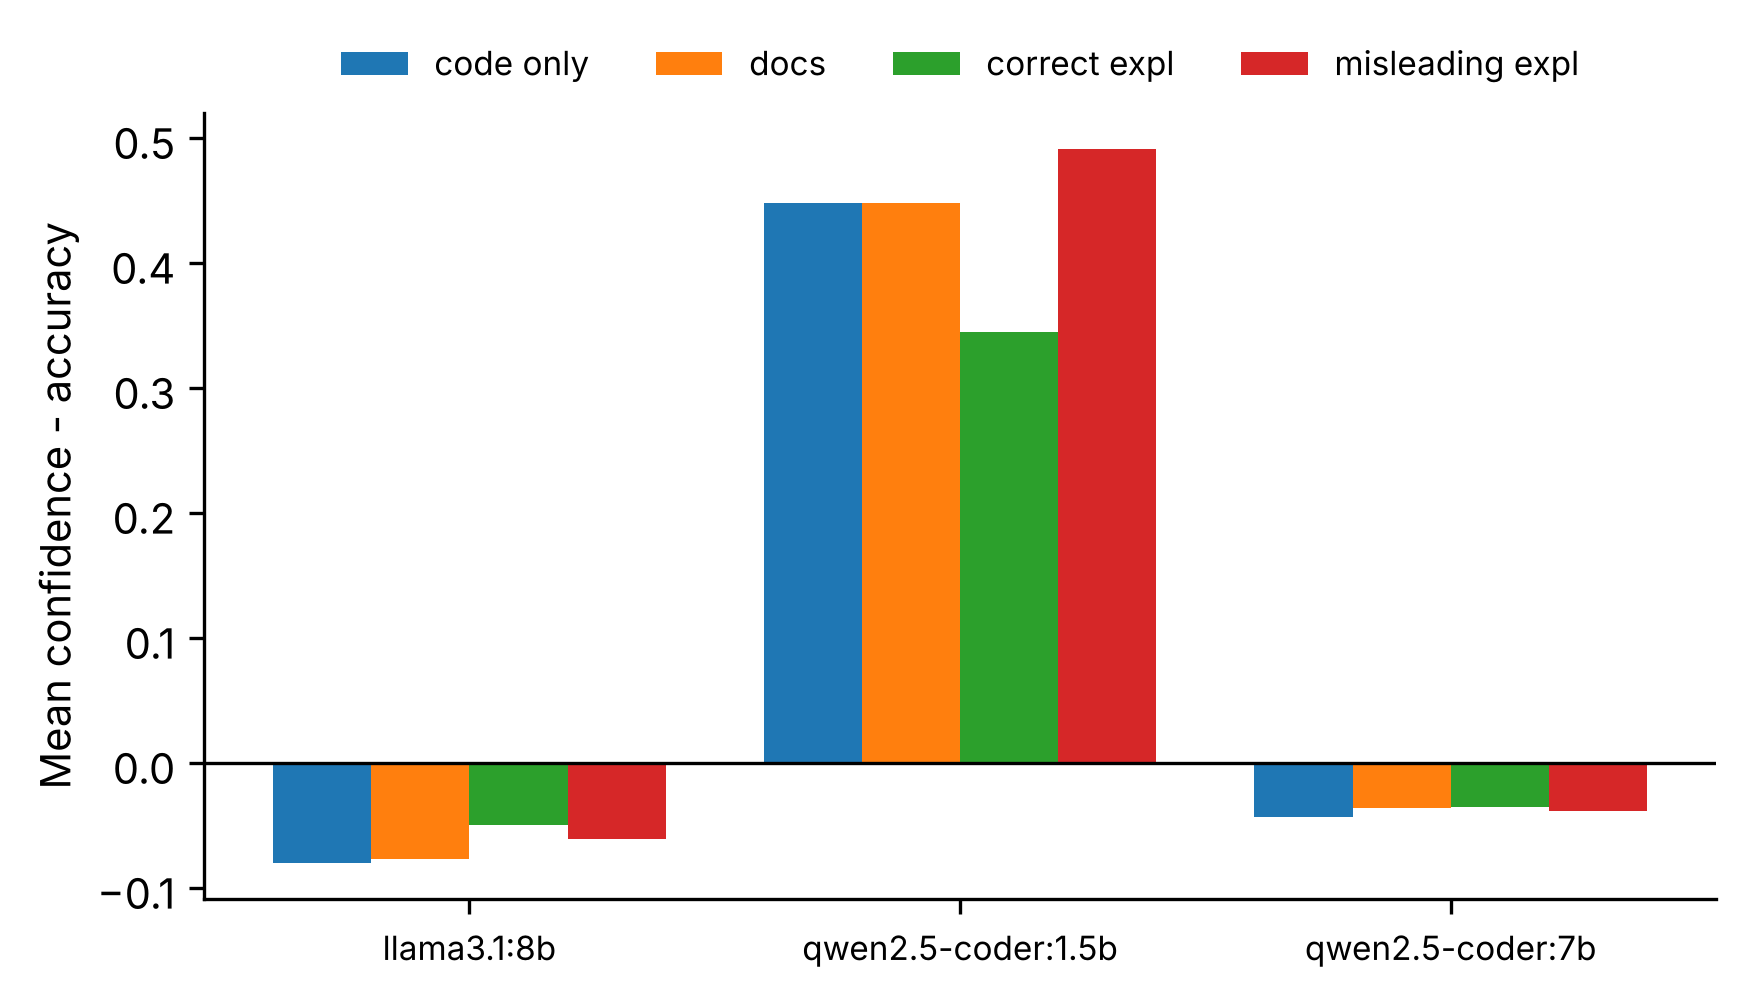 code only docs correct expl misleading expl
Mean confidence - accuracy
0.5
0.4
0.3
0.2
0.1
0.0
−0.1
llama3.1:8b qwen2.5-coder:1.5b qwen2.5-coder:7b